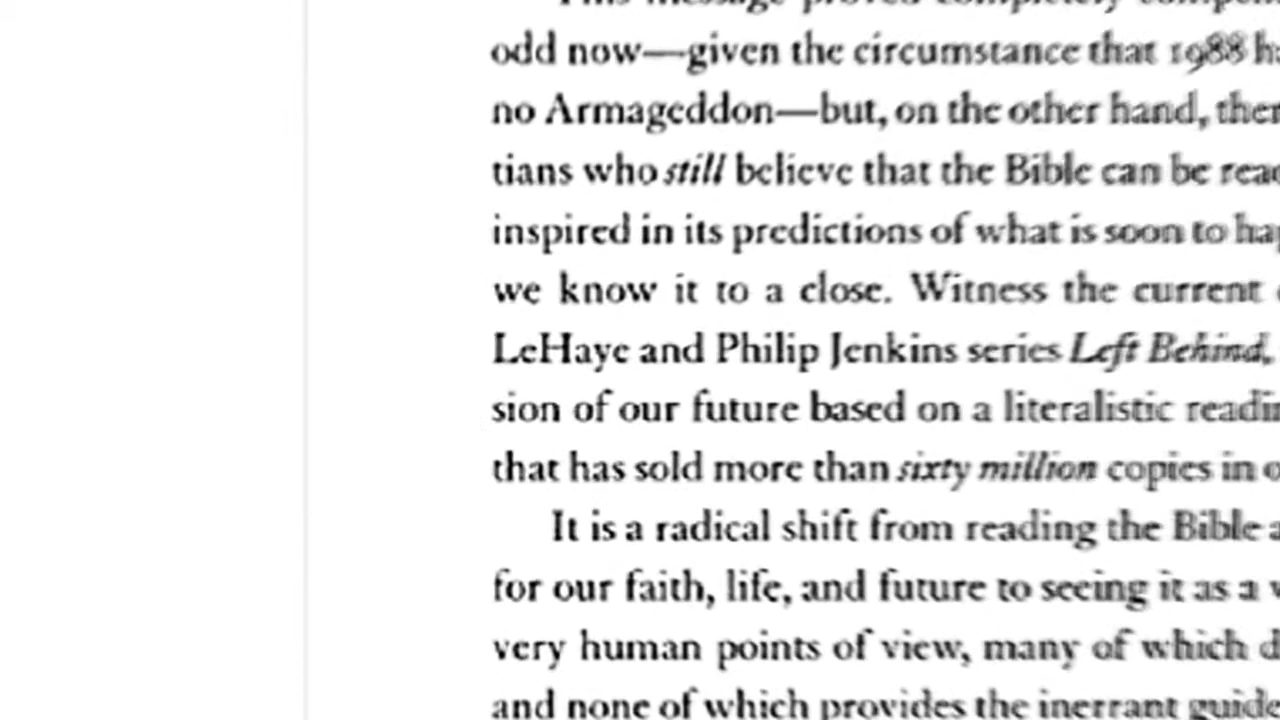 This message proved completely
odd now—given the circumstance that 1988
no Armageddon—but, on the other hand,
tians who still believe that the Bible can be
inspired in its predictions of what is soon to
we know it to a close. Witness the current
LeHaye and Philip Jenkins series Left Behind,
sion of our future based on a literalistic
that has sold more than sixty million copies in
It is a radical shift from reading the Bible
for our faith, life, and future to seeing it as a
very human points of view, many of which
and none of which provides the inerrant